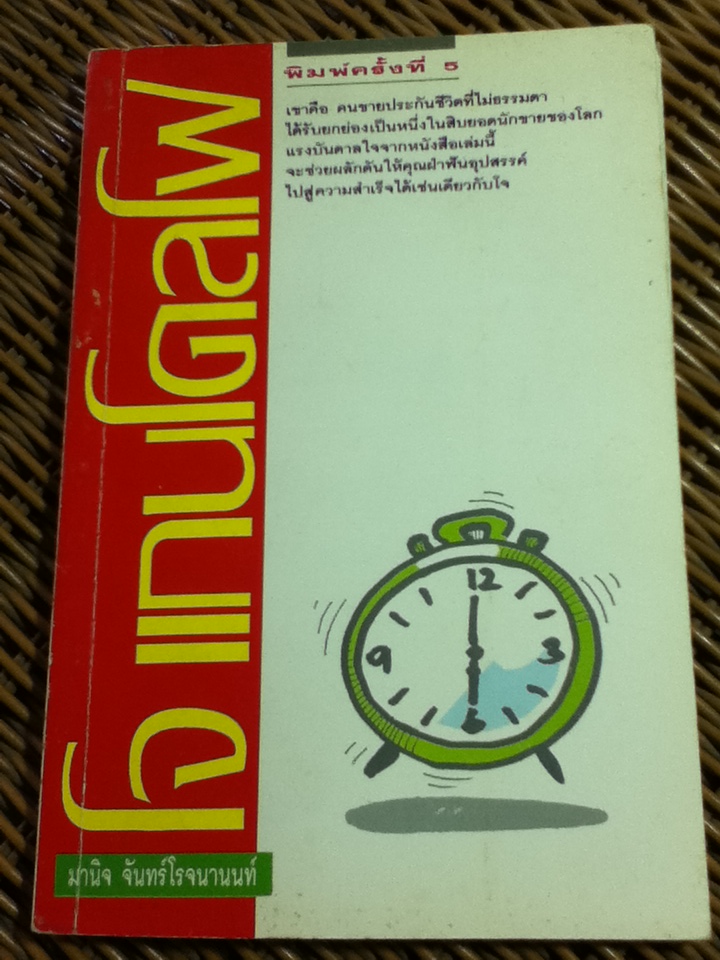 พิมพ์ครั้งที่ 5
เขาคือ คนขายประกันชีวิตที่ไม่ธรรมดา
ได้รับยกย่องเป็นหนึ่งในสิบยอดนักขายของโลก
แรงบันดาลใจจากหนังสือเล่มนี้
จะช่วยผลักดันให้คุณฝ่าฟันอุปสรรค์
ไปสู่ความสำเร็จได้เช่นเดียวกับโจ
โจ แกนโดลโฟ
12
9
3
6
มานิจ จันทร์โรจนานนท์